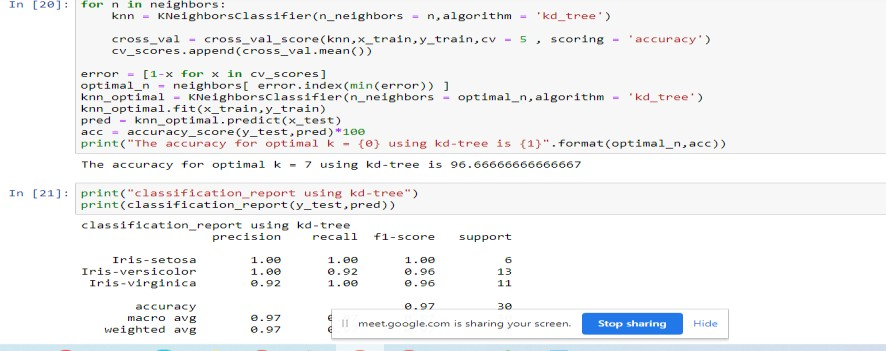 In [20]: for n in neighbors:
knn = KNeighborsClassifier(n_neighbors = n,algorithm = 'kd_tree')
cross_val = cross_val_score(knn,x_train,y_train,cv = 5 , scoring = 'accuracy')
cv_scores.append(cross_val.mean())
error = [1-x for x in cv_scores]
optimal_n = neighbors[ error.index(min(error)) ]
knn_optimal = KNeighborsClassifier(n_neighbors = optimal_n,algorithm = 'kd_tree')
knn_optimal.fit(x_train,y_train)
pred = knn_optimal.predict(x_test)
acc = accuracy_score(y_test,pred)*100
print("The accuracy for optimal k = {0} using kd-tree is {1}".format(optimal_n,acc))
The accuracy for optimal k = 7 using kd-tree is 96.66666666666667
In [21]: print("classification_report using kd-tree")
print(classification_report(y_test,pred))
classification_report using kd-tree
precision recall f1-score support
Iris-setosa 1.00 1.00 1.00 6
Iris-versicolor 1.00 0.92 0.96 13
Iris-virginica 0.92 1.00 0.96 11
accuracy 0.97 30
macro avg 0.97
weighted avg 0.97
meet.google.com is sharing your screen. Stop sharing Hide